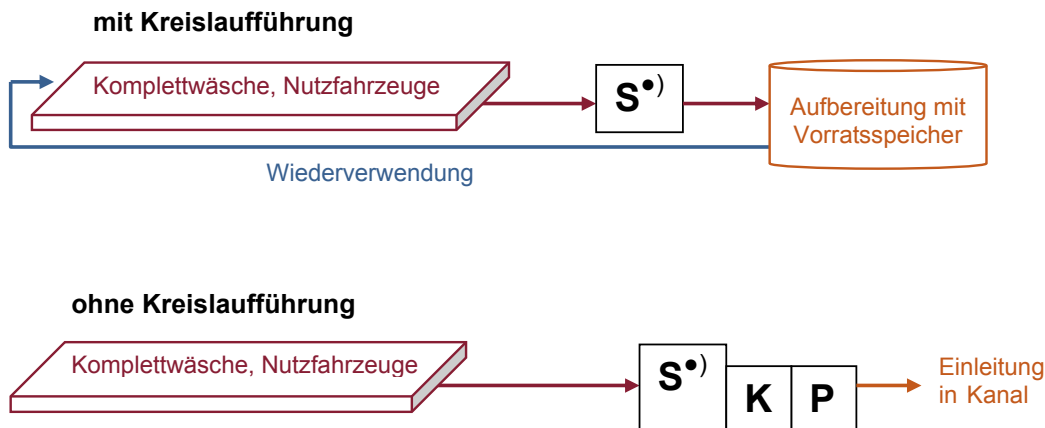 mit Kreislaufführung
Komplettwäsche, Nutzfahrzeuge
S●)
Aufbereitung mit
Vorratsspeicher
Wiederverwendung
ohne Kreislaufführung
Komplettwäsche, Nutzfahrzeuge
S●)
K
P
Einleitung
in Kanal